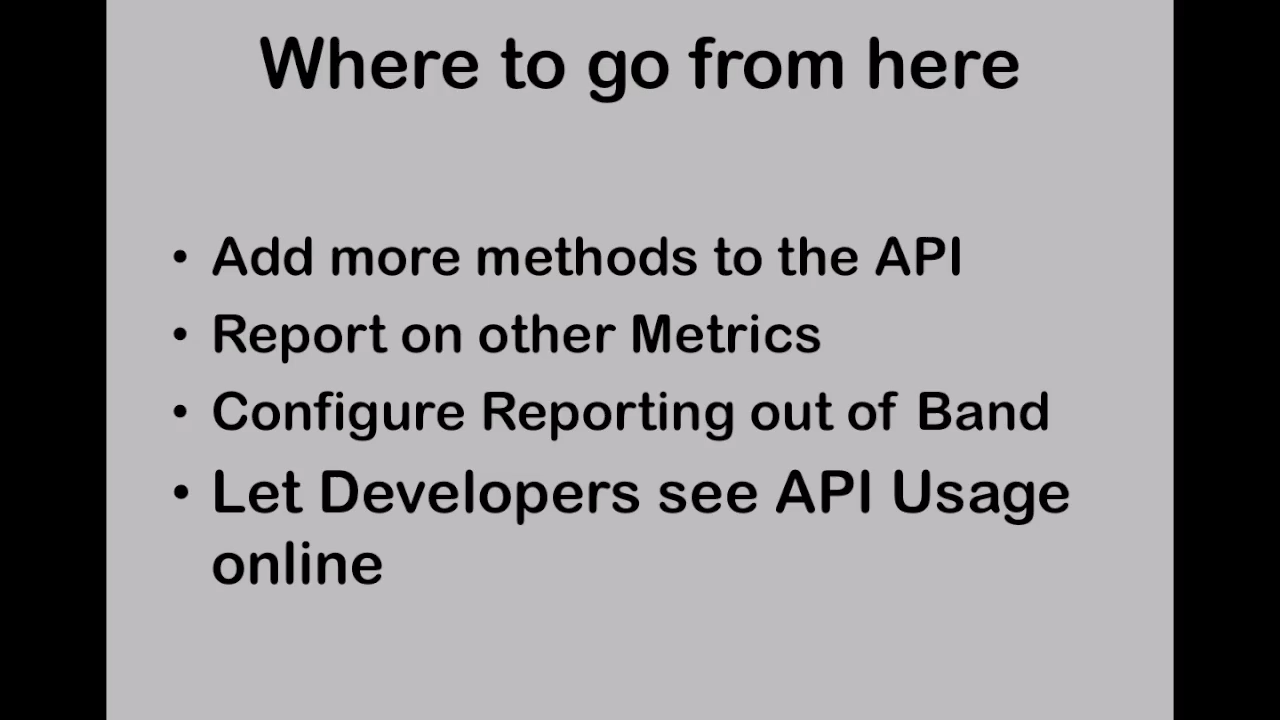 Where to go from here
• Add more methods to the API
• Report on other Metrics
• Configure Reporting out of Band
• Let Developers see API Usage
online